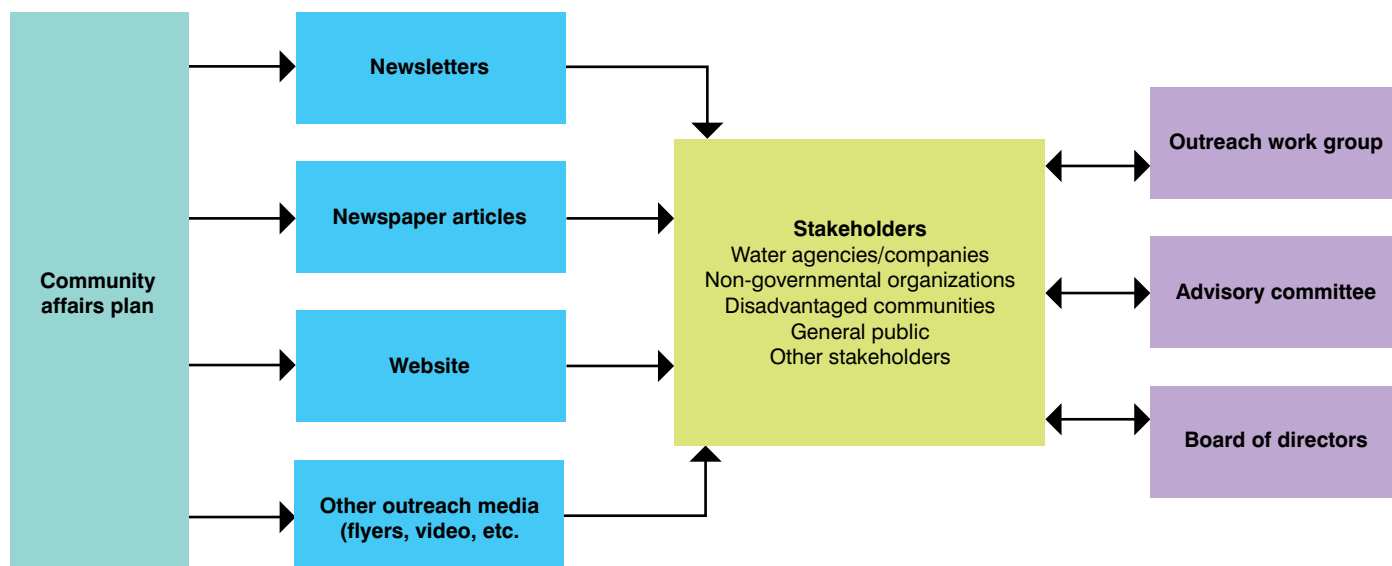 Community
affairs plan
Newsletters
Newspaper articles
Website
Other outreach media
(flyers, video, etc.
Stakeholders
Water agencies/companies
Non-governmental organizations
Disadvantaged communities
General public
Other stakeholders
Outreach work group
Advisory committee
Board of directors